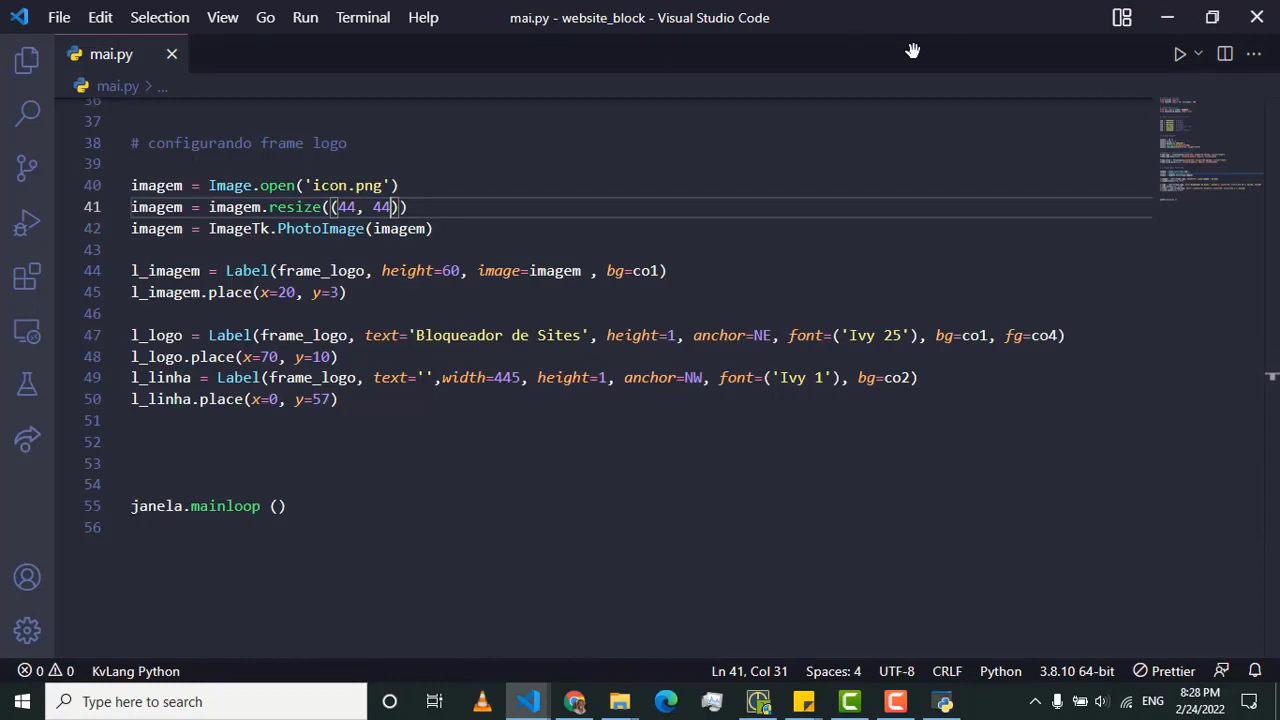 File Edit Selection View Go Run Terminal Help mai.py - website_block - Visual Studio Code
mai.py
mai.py > ...
36
37
38 # configurando frame logo
39
40 imagem = Image.open('icon.png')
41 imagem = imagem.resize((44, 44))
42 imagem = ImageTk.PhotoImage(imagem)
43
44 l_imagem = Label(frame_logo, height=60, image=imagem , bg=co1)
45 l_imagem.place(x=20, y=3)
46
47 l_logo = Label(frame_logo, text='Bloqueador de Sites', height=1, anchor=NE, font=('Ivy 25'), bg=co1, fg=co4)
48 l_logo.place(x=70, y=10)
49 l_linha = Label(frame_logo, text='',width=445, height=1, anchor=NW, font=('Ivy 1'), bg=co2)
50 l_linha.place(x=0, y=57)
51
52
53
54
55 janela.mainloop ()
56
0 0 KvLang Python Ln 41, Col 31 Spaces: 4 UTF-8 CRLF Python 3.8.10 64-bit Prettier
Type here to search ENG 8:28 PM
2/24/2022